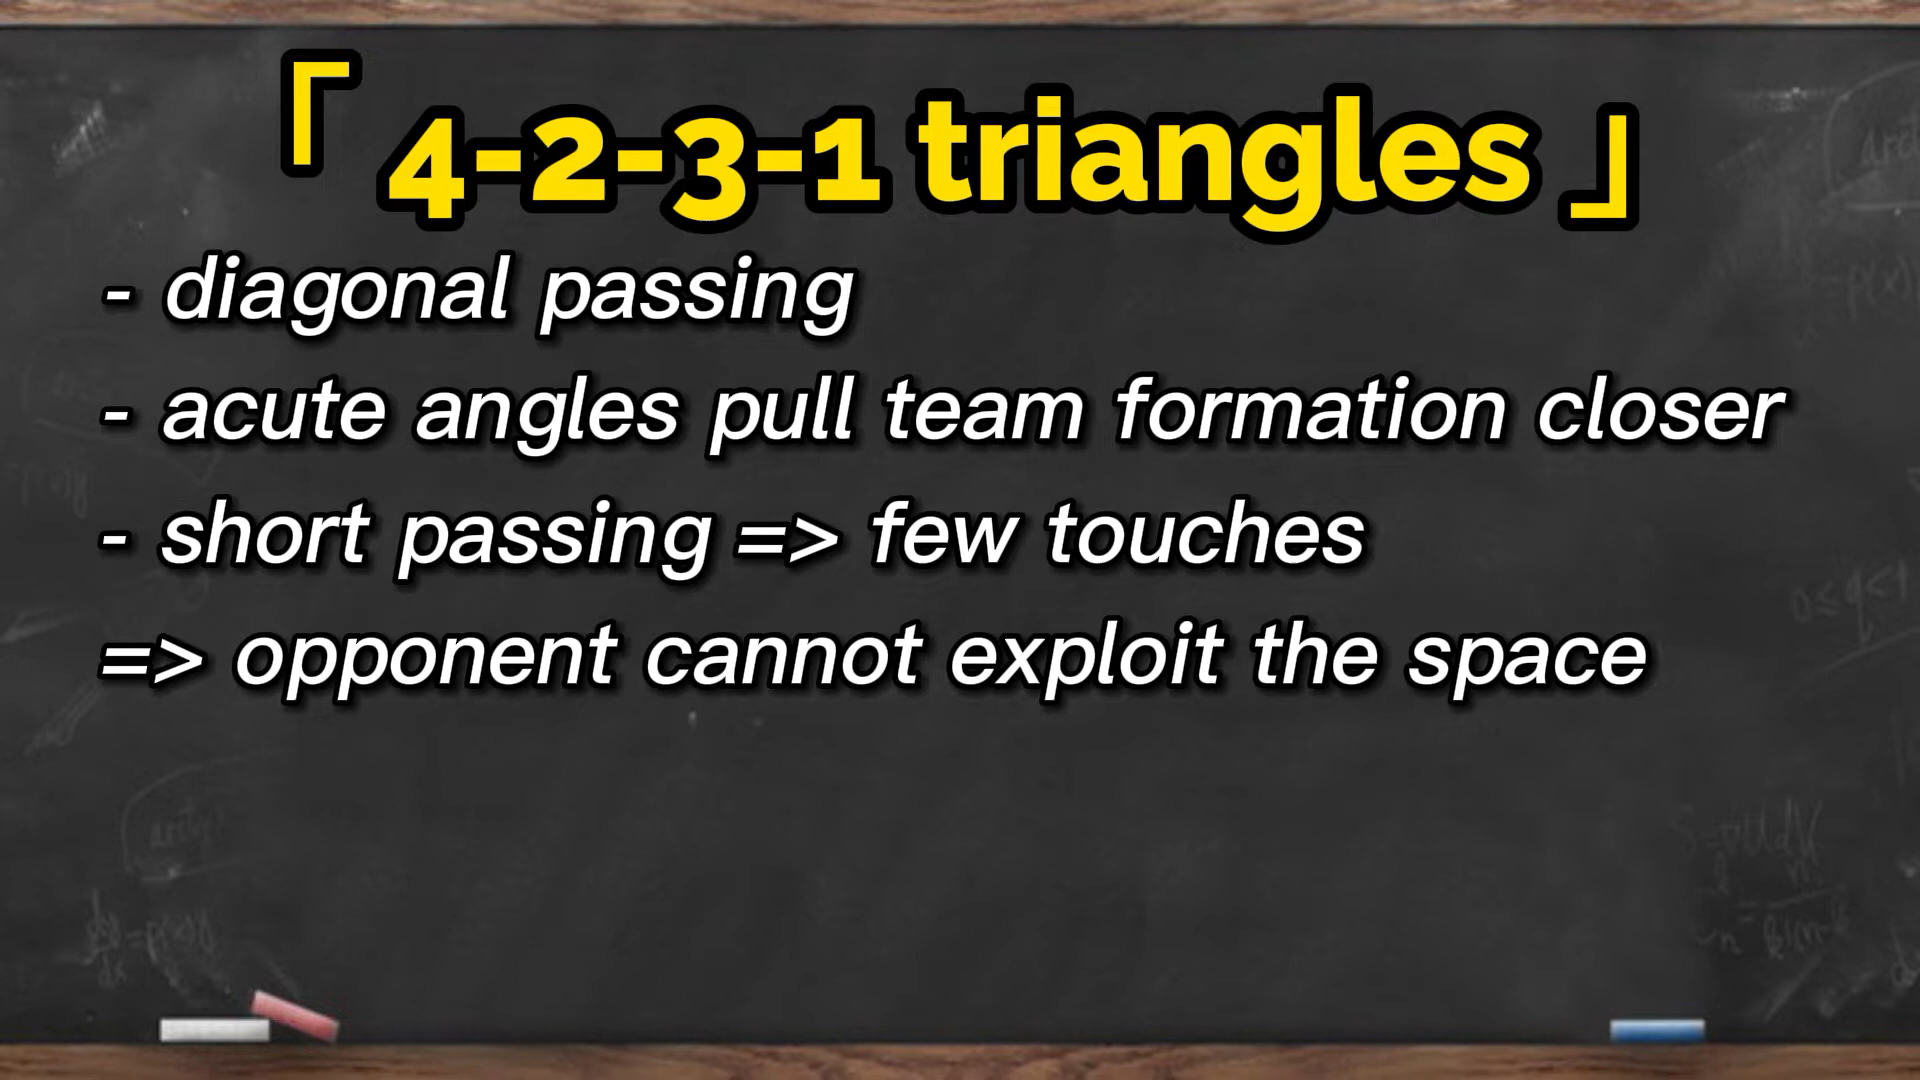 「 4-2-3-1 triangles 」
- diagonal passing
- acute angles pull team formation closer
- short passing => few touches
=> opponent cannot exploit the space